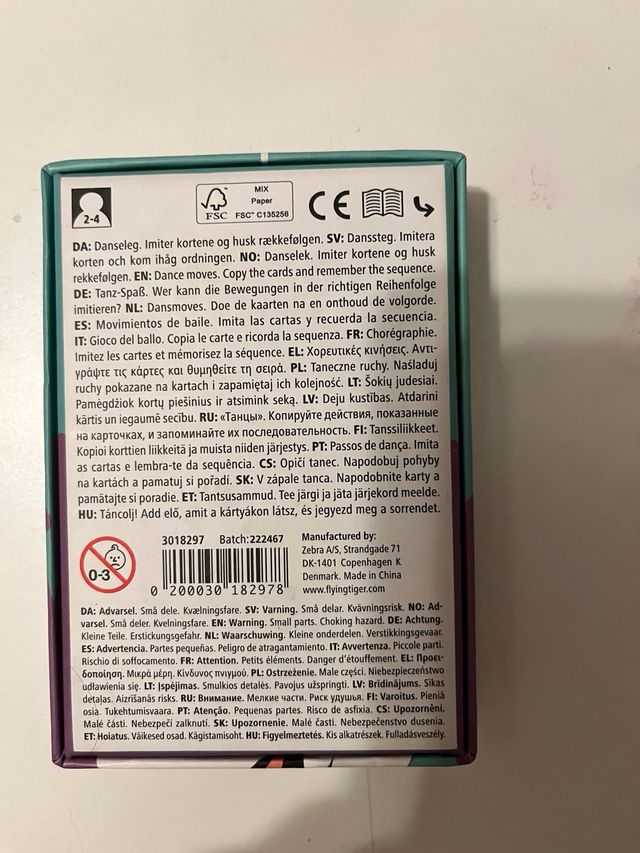 2-4
FSC
MIX
Paper
FSC™ C135256
CE
DA: Danseleg. Imiter kortene og husk rækkefølgen. SV: Danssteg. Imitera
korten och kom ihåg ordningen. NO: Danselek. Imiter kortene og husk
rekkefølgen. EN: Dance moves. Copy the cards and remember the sequence.
DE: Tanz-Spaß. Wer kann die Bewegungen in der richtigen Reihenfolge
imitieren? NL: Dansmoves. Doe de kaarten na en onthoud de volgorde.
ES: Movimientos de baile. Imita las cartas y recuerda la secuencia.
IT: Gioco del ballo. Copia le carte e ricorda la sequenza. FR: Chorégraphie.
Imitez les cartes et mémorisez la séquence. EL: Χορευτικές κινήσεις. Αντι-
γράψτε τις κάρτες και θυμηθείτε τη σειρά. PL: Taneczne ruchy. Naśladuj
ruchy pokazane na kartach i zapamiętaj ich kolejność. LT: Šokių judesiai.
Pamėgdžiok kortų piešinius ir atsimink seką. LV: Deju kustības. Atdarini
kārtis un iegaumē secību. RU: «Танцы». Копируйте действия, показанные
на карточках, и запоминайте их последовательность. FI: Tanssiliikkeet.
Kopioi korttien liikkeitä ja muista niiden järjestys. PT: Passos de dança. Imita
as cartas e lembra-te da sequência. CS: Opičí tanec. Napodobuj pohyby
na kartách a pamatuj si pořadí. SK: V zápale tanca. Napodobnite karty a
pamätajte si poradie. ET: Tantsusammud. Tee järgi ja jäta järjekord meelde.
HU: Táncolj! Add elő, amit a kártyákon látsz, és jegyezd meg a sorrendet.
0-3
3018297 Batch:222467
0 200030 182978
Manufactured by:
Zebra A/S, Strandgade 71
DK-1401 Copenhagen K
Denmark. Made in China
www.flyingtiger.com
DA: Advarsel. Små dele. Kvælningsfare. SV: Varning. Små delar. Kvävningsrisk. NO: Ad-
varsel. Små deler. Kvelningsfare. EN: Warning. Small parts. Choking hazard. DE: Achtung.
Kleine Teile. Erstickungsgefahr. NL: Waarschuwing. Kleine onderdelen. Verstikkingsgevaar.
ES: Advertencia. Partes pequeñas. Peligro de atragantamiento. IT: Avvertenza. Piccole parti.
Rischio di soffocamento. FR: Attention. Petits éléments. Danger d'étouffement. EL: Προει-
δοποίηση. Μικρά μέρη. Κίνδυνος πνιγμού. PL: Ostrzeżenie. Małe części. Niebezpieczeństwo
udławienia się. LT: Įspėjimas. Smulkios detalės. Pavojus užspringti. LV: Brīdinājums. Sīkas
detaļas. Aizrīšanās risks. RU: Внимание. Мелкие части. Риск удушья. FI: Varoitus. Pieniä
osia. Tukehtumisvaara. PT: Atenção. Pequenas partes. Risco de asfixia. CS: Upozornění.
Malé části. Nebezpečí zalknutí. SK: Upozornenie. Malé časti. Nebezpečenstvo dusenia.
ET: Hoiatus. Väikesed osad. Kägistamisoht. HU: Figyelmeztetés. Kis alkatrészek. Fulladásveszély.